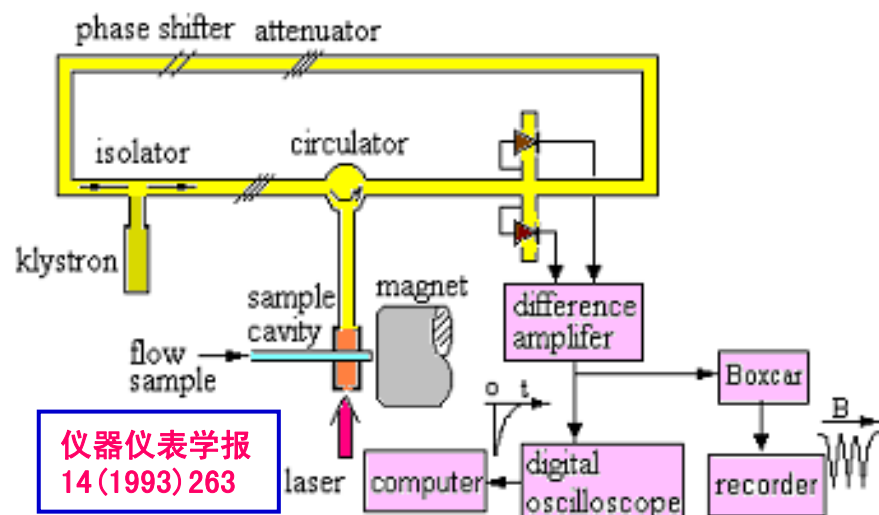 phase shifter
attenuator
isolator
circulator
klystron
sample
cavity
magnet
difference
amplifer
flow
sample
Boxcar
o t
B
仪器仪表学报
14(1993)263
laser
computer
digital
oscilloscope
recorder